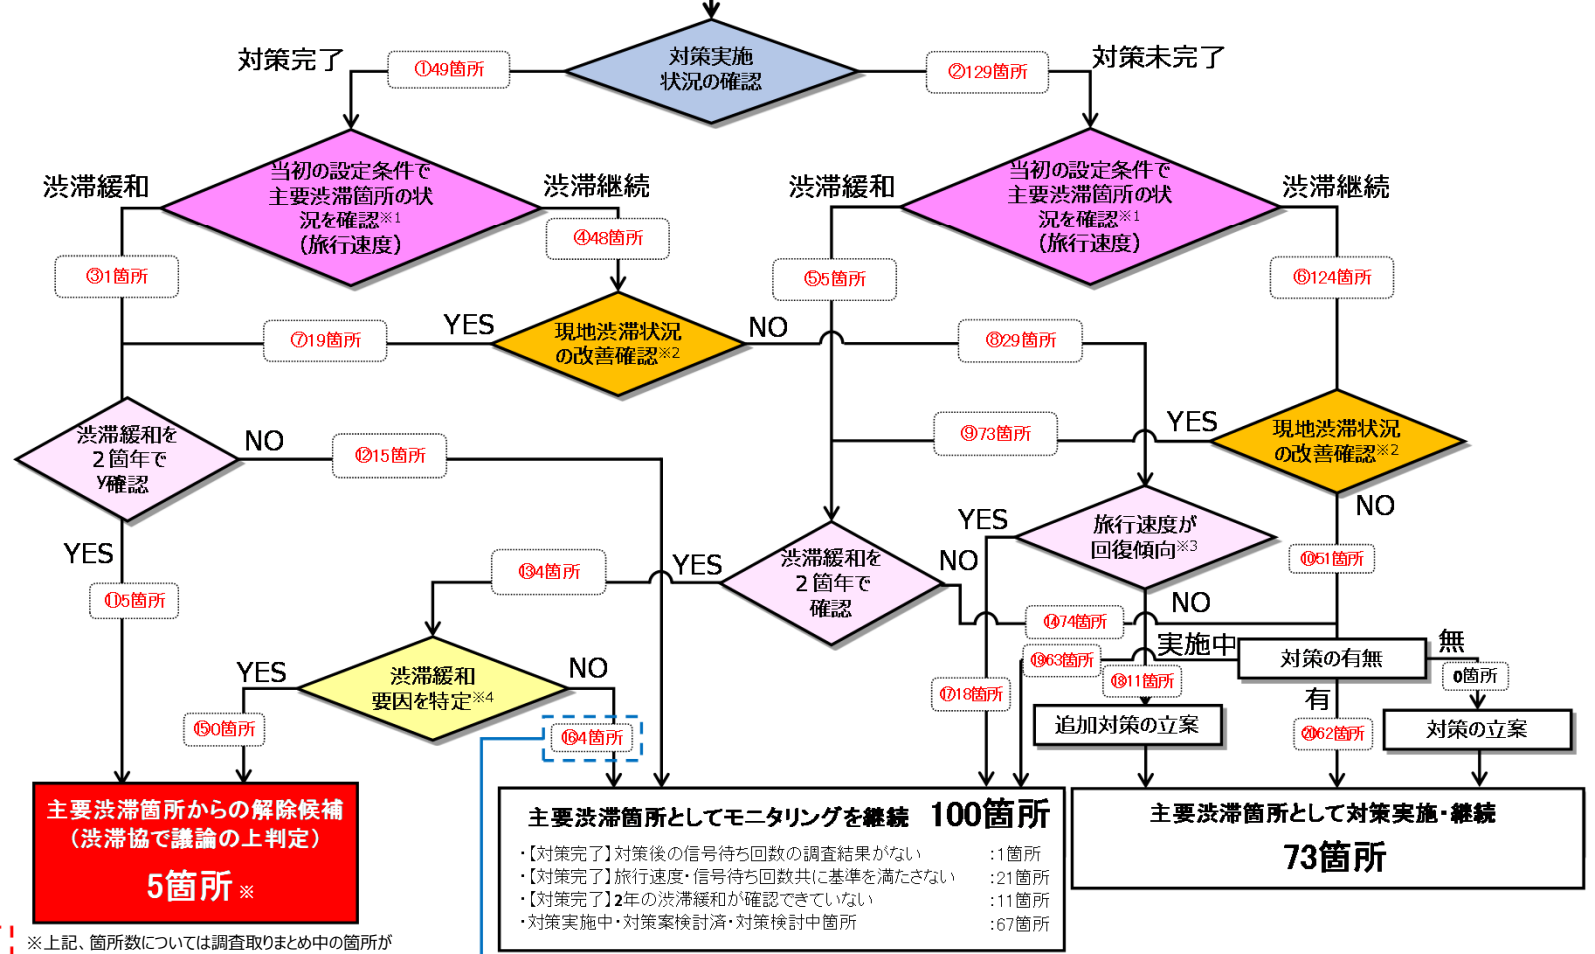 対策実施
状況の確認
対策完了
①49箇所
②129箇所
対策未完了
当初の設定条件で
主要渋滞箇所の状
況を確認※1
(旅行速度)
渋滞緩和
渋滞継続
③1箇所
④48箇所
当初の設定条件で
主要渋滞箇所の状
況を確認※1
(旅行速度)
渋滞緩和
渋滞継続
⑤5箇所
⑥124箇所
現地渋滞状況
の改善確認※2
YES
⑦19箇所
NO
⑧29箇所
現地渋滞状況
の改善確認※2
YES
⑨73箇所
NO
⑩51箇所
渋滞緩和を
2箇年で
y確認
NO
⑫15箇所
YES
⑪5箇所
旅行速度が
回復傾向※3
YES
NO
渋滞緩和を
2箇年で
確認
YES
⑬4箇所
NO
⑭74箇所
渋滞緩和
要因を特定※4
YES
⑮0箇所
NO
⑯4箇所
⑰18箇所
⑱11箇所
追加対策の立案
対策の有無
実施中
⑲63箇所
無
0箇所
有
⑳62箇所
対策の立案
主要渋滞箇所からの解除候補
(渋滞協で議論の上判定)
5箇所※
主要渋滞箇所としてモニタリングを継続 100箇所
・【対策完了】対策後の信号待ち回数の調査結果がない :1箇所
・【対策完了】旅行速度・信号待ち回数共に基準を満たさない :21箇所
・【対策完了】2年の渋滞緩和が確認できていない :11箇所
・対策実施中・対策案検討済・対策検討中箇所 :67箇所
主要渋滞箇所として対策実施・継続
73箇所
※上記、箇所数については調査取りまとめ中の箇所が